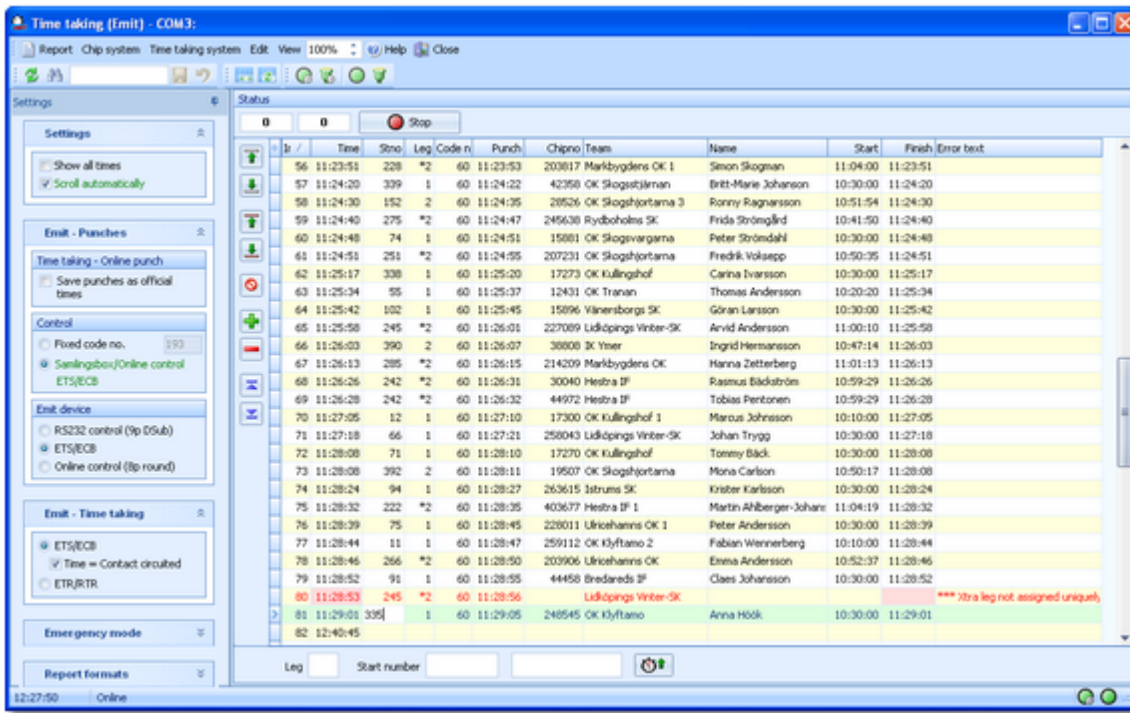 Time taking (Emit) - COM3:
Report Chip system Time taking system Edit View 100% Help Close
Settings
Status
Settings
Show all times
Scroll automatically
Emit - Punches
Time taking - Online punch
Save punches as official
times
Control
Fixed code no. 193
Samlingsbox/Online control
ETS/ECB
Emit device
RS232 control (9p DSub)
ETS/ECB
Online control (8p round)
Emit - Time taking
ETS/ECB
Time = Contact circuited
ETR/RTR
Emergency mode
Report formats
0 0 Stop
Time Stno Leg Code n Punch Chipno Team Name Start Finish Error text
56 11:23:51 228 *2 60 11:23:53 203817 Markbygdens OK 1 Simon Skogman 11:04:00 11:23:51
57 11:24:20 339 1 60 11:24:22 42358 OK Skogsstjärnan Britt-Marie Johanson 10:30:00 11:24:20
58 11:24:30 152 2 60 11:24:35 28526 OK Skogshjortarna 3 Ronny Ragnarsson 10:51:54 11:24:30
59 11:24:40 275 *2 60 11:24:47 245638 Rydboholms SK Frida Strömgård 10:41:50 11:24:40
60 11:24:48 74 1 60 11:24:51 15881 OK Skogsvargarna Peter Strömdahl 10:30:00 11:24:48
61 11:24:51 251 *2 60 11:24:55 207231 OK Skogshjortarna Fredrik Voksepp 10:50:35 11:24:51
62 11:25:17 338 1 60 11:25:20 17273 OK Kullingshof Carina Ivarsson 10:30:00 11:25:17
63 11:25:34 55 1 60 11:25:37 12431 OK Tranan Thomas Andersson 10:20:20 11:25:34
64 11:25:42 102 1 60 11:25:45 15896 Vänersborgs SK Göran Larsson 10:30:00 11:25:42
65 11:25:58 245 *2 60 11:26:01 227089 Lidköpings Vinter-SK Arvid Andersson 11:00:10 11:25:58
66 11:26:03 390 2 60 11:26:07 38808 IK Ymer Ingrid Hermansson 10:47:14 11:26:03
67 11:26:13 285 *2 60 11:26:15 214209 Markbygdens OK Hanna Zetterberg 11:01:13 11:26:13
68 11:26:26 242 *2 60 11:26:31 30040 Hestra IF Rasmus Bäckström 10:59:29 11:26:26
69 11:26:28 242 *2 60 11:26:32 44972 Hestra IF Tobias Pentonen 10:59:29 11:26:28
70 11:27:05 12 1 60 11:27:10 17300 OK Kullingshof 1 Marcus Johnsson 10:10:00 11:27:05
71 11:27:18 66 1 60 11:27:21 258043 Lidköpings Vinter-SK Johan Trygg 10:30:00 11:27:18
72 11:28:08 71 1 60 11:28:10 17270 OK Kullingshof Tommy Bäck 10:30:00 11:28:08
73 11:28:08 392 2 60 11:28:11 19507 OK Skogshjortarna Mona Carlson 10:50:17 11:28:08
74 11:28:24 94 1 60 11:28:27 263615 Istrums SK Krister Karlsson 10:30:00 11:28:24
75 11:28:32 222 *2 60 11:28:35 403677 Hestra IF 1 Martin Ahlberger-Johans 11:04:19 11:28:32
76 11:28:39 75 1 60 11:28:45 228011 Ulricehamns OK 1 Peter Andersson 10:30:00 11:28:39
77 11:28:44 11 1 60 11:28:47 259112 OK Klyftamo 2 Fabian Wennerberg 10:10:00 11:28:44
78 11:28:46 266 *2 60 11:28:50 203906 Ulricehamns OK Emma Andersson 10:52:37 11:28:46
79 11:28:52 91 1 60 11:28:55 44458 Bredareds IF Claes Johansson 10:30:00 11:28:52
80 11:28:53 245 *2 60 11:28:56 Lidköpings Vinter-SK *** Xtra leg not assigned uniquely
81 11:29:01 335 1 60 11:29:05 248545 OK Klyftamo Anna Höök 10:30:00 11:29:01
82 12:40:45
Leg Start number
12:27:50 Online